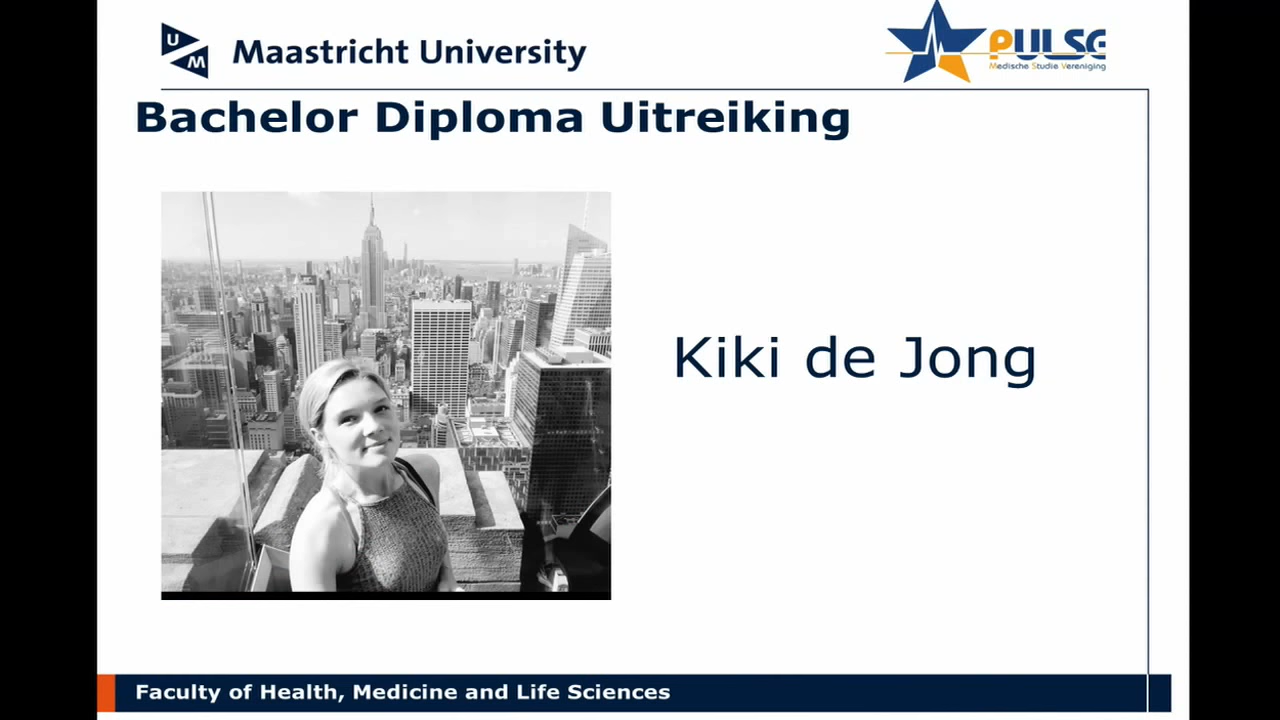 UM
Maastricht University
PULSE
Medische Studie Vereniging
Bachelor Diploma Uitreiking
Kiki de Jong
Faculty of Health, Medicine and Life Sciences